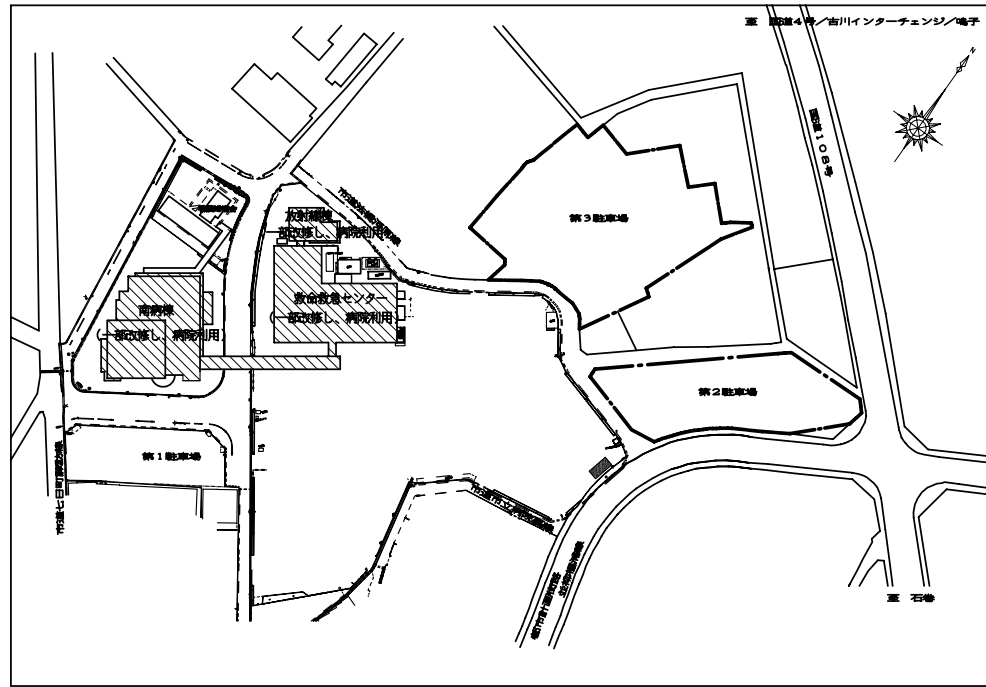 至 国道4号/古川インターチェンジ/鳴子
N
国道108号
放射線棟
(一部改修し、病院利用)
第3駐車場
救命救急センター
(一部改修し、病院利用)
南病棟
(一部改修し、病院利用)
第2駐車場
第1駐車場
至 石巻